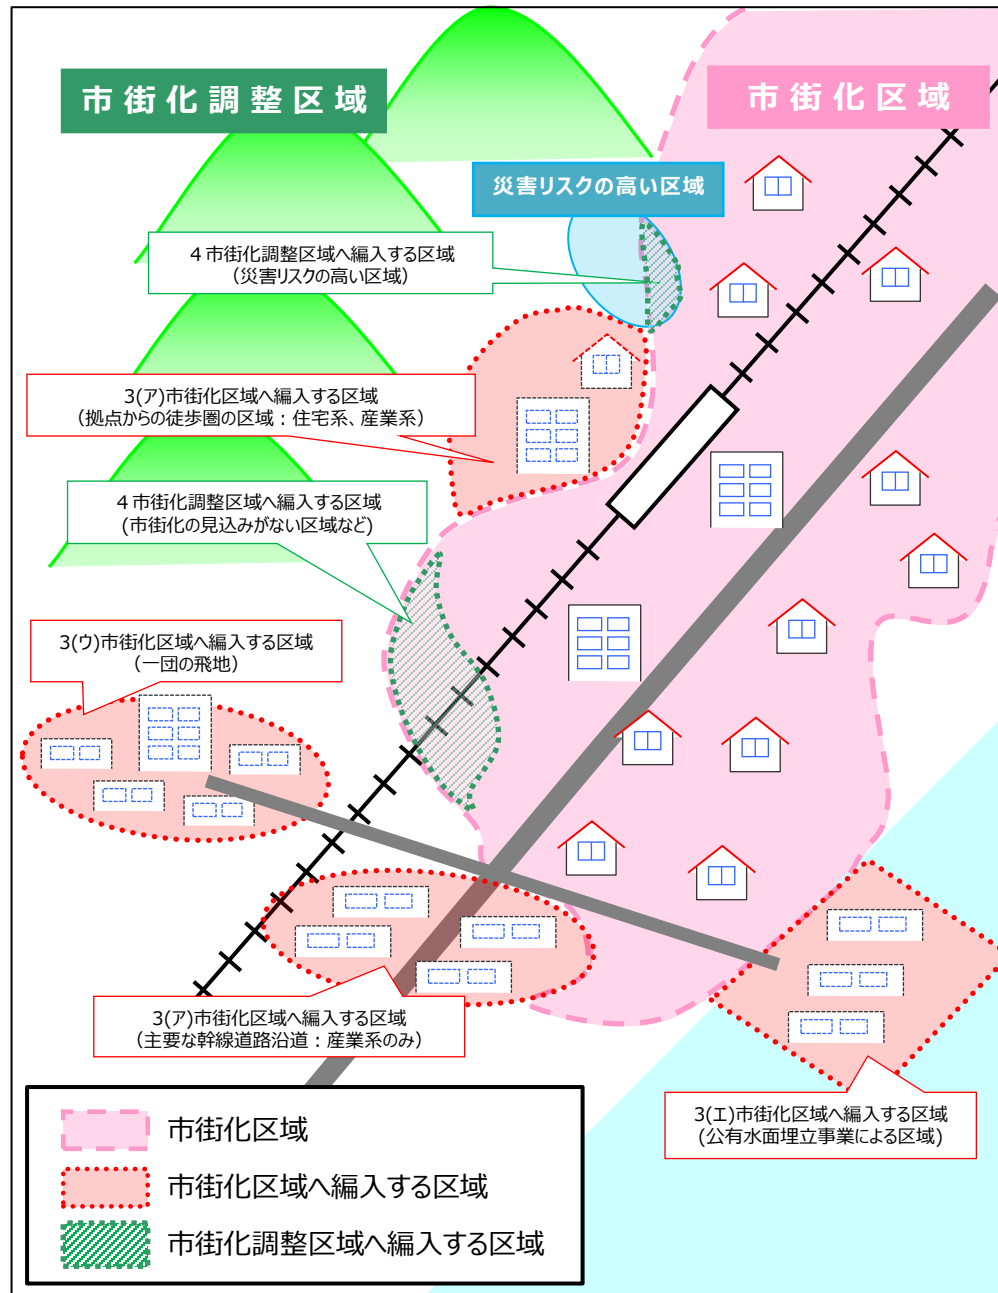 市街化調整区域
市街化区域
災害リスクの高い区域
4 市街化調整区域へ編入する区域
（災害リスクの高い区域）
3(ア)市街化区域へ編入する区域
（拠点からの徒歩圏の区域：住宅系、産業系）
4 市街化調整区域へ編入する区域
(市街化の見込みがない区域など)
3(ウ)市街化区域へ編入する区域
（一団の飛地）
3(ア)市街化区域へ編入する区域
（主要な幹線道路沿道：産業系のみ）
3(エ)市街化区域へ編入する区域
(公有水面埋立事業による区域)
市街化区域
市街化区域へ編入する区域
市街化調整区域へ編入する区域